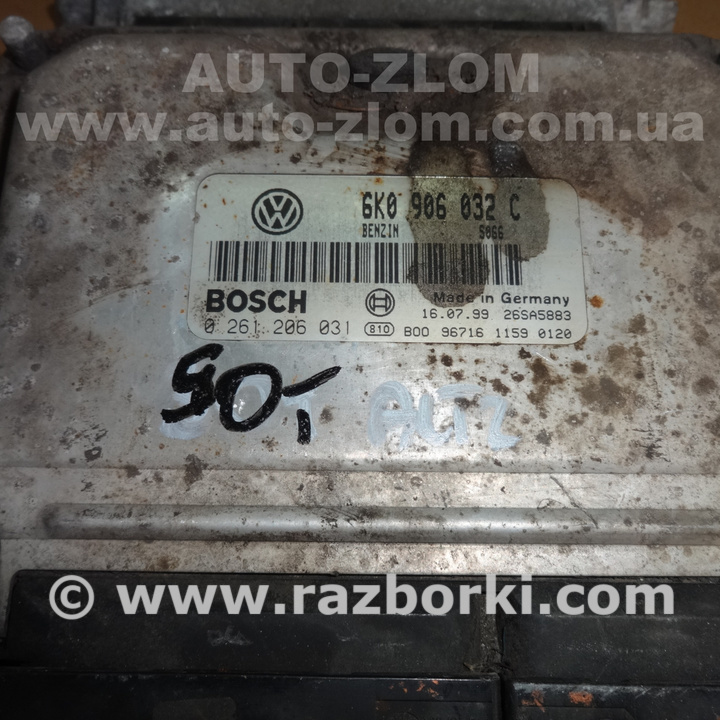 AUTO-ZLOM
www.auto-zlom.com.ua
6K0 906 032 C
BENZIN S066
BOSCH
Made in Germany
16.07.99 26SA5883
0 261 206 031 810 B00 96716 1159 0120
90,-
ALTL
© www.razborki.com